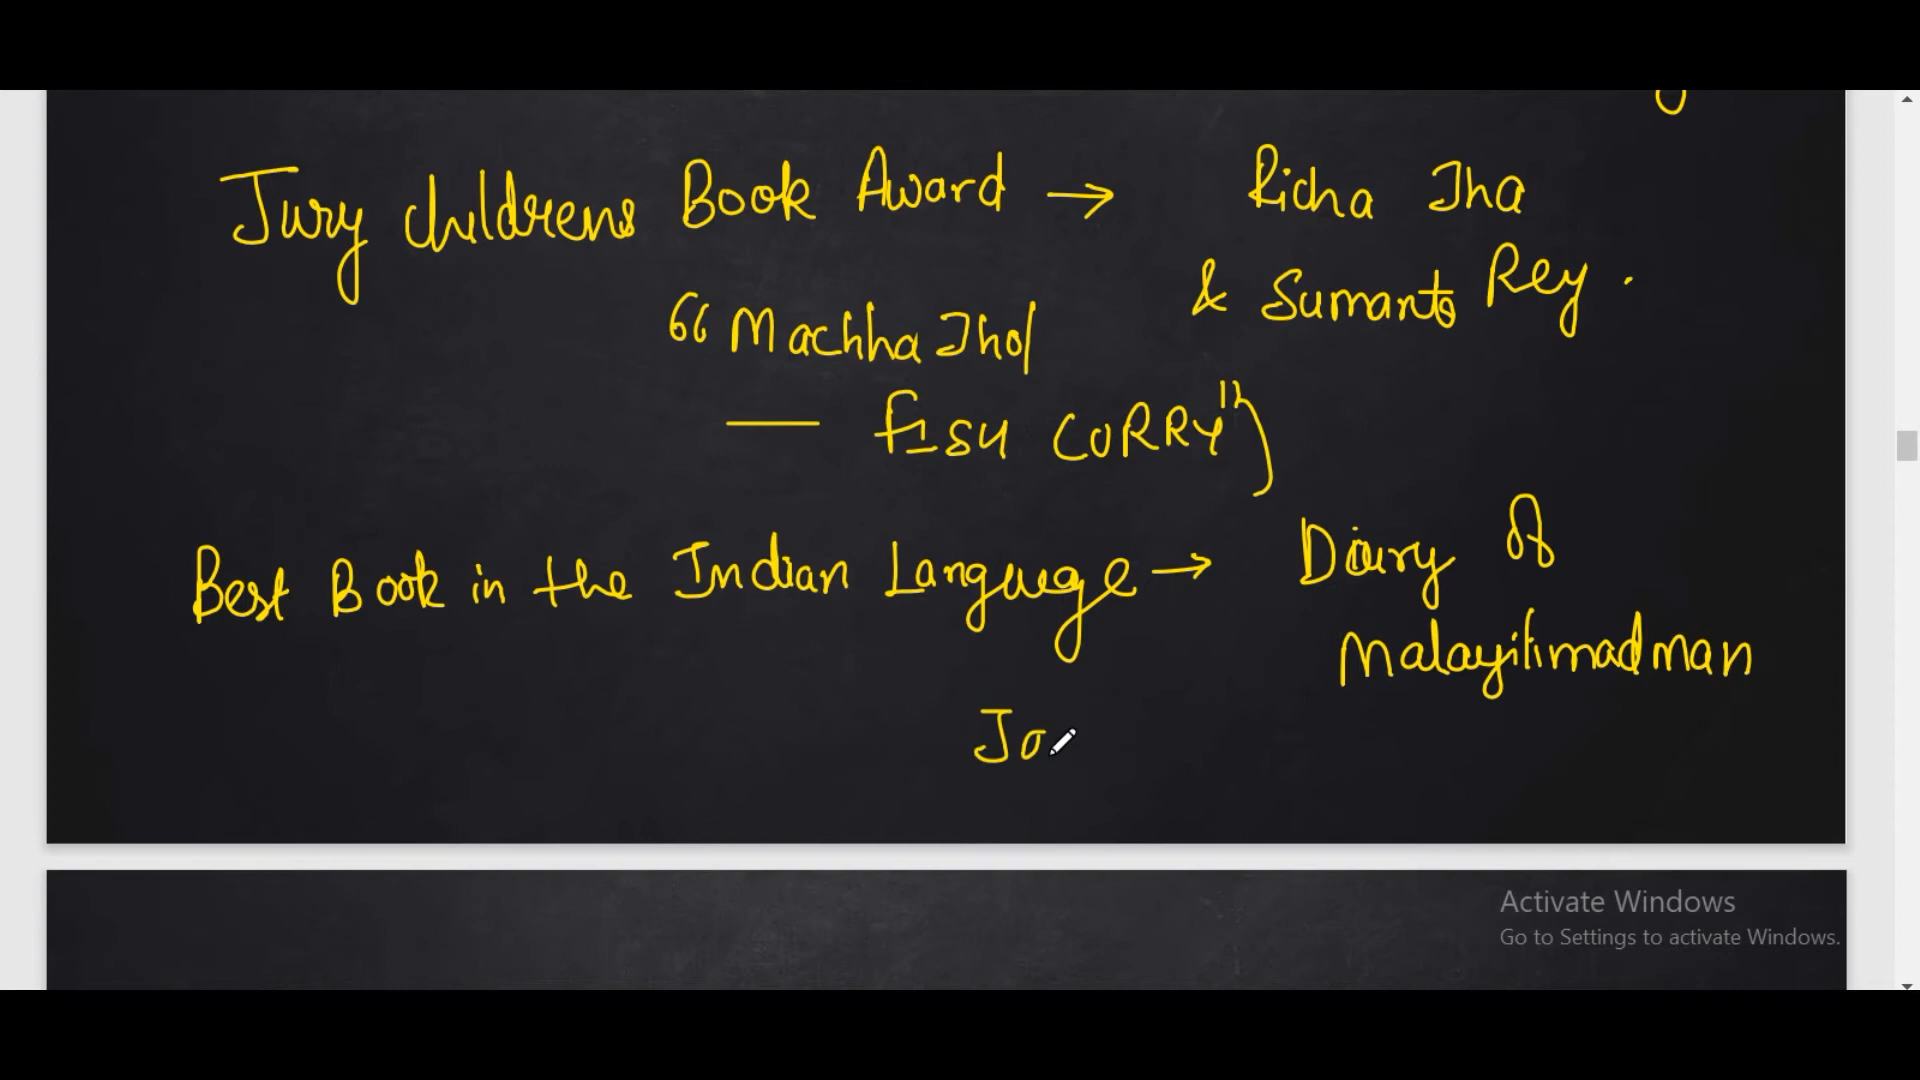 Jury childrens Book Award → Richa Jha
& Sumanto Rey.
"Machha Jhol
— FISH CURRY"
Best Book in the Indian Language → Diary of
Malayilimadman
Jo
Activate Windows
Go to Settings to activate Windows.